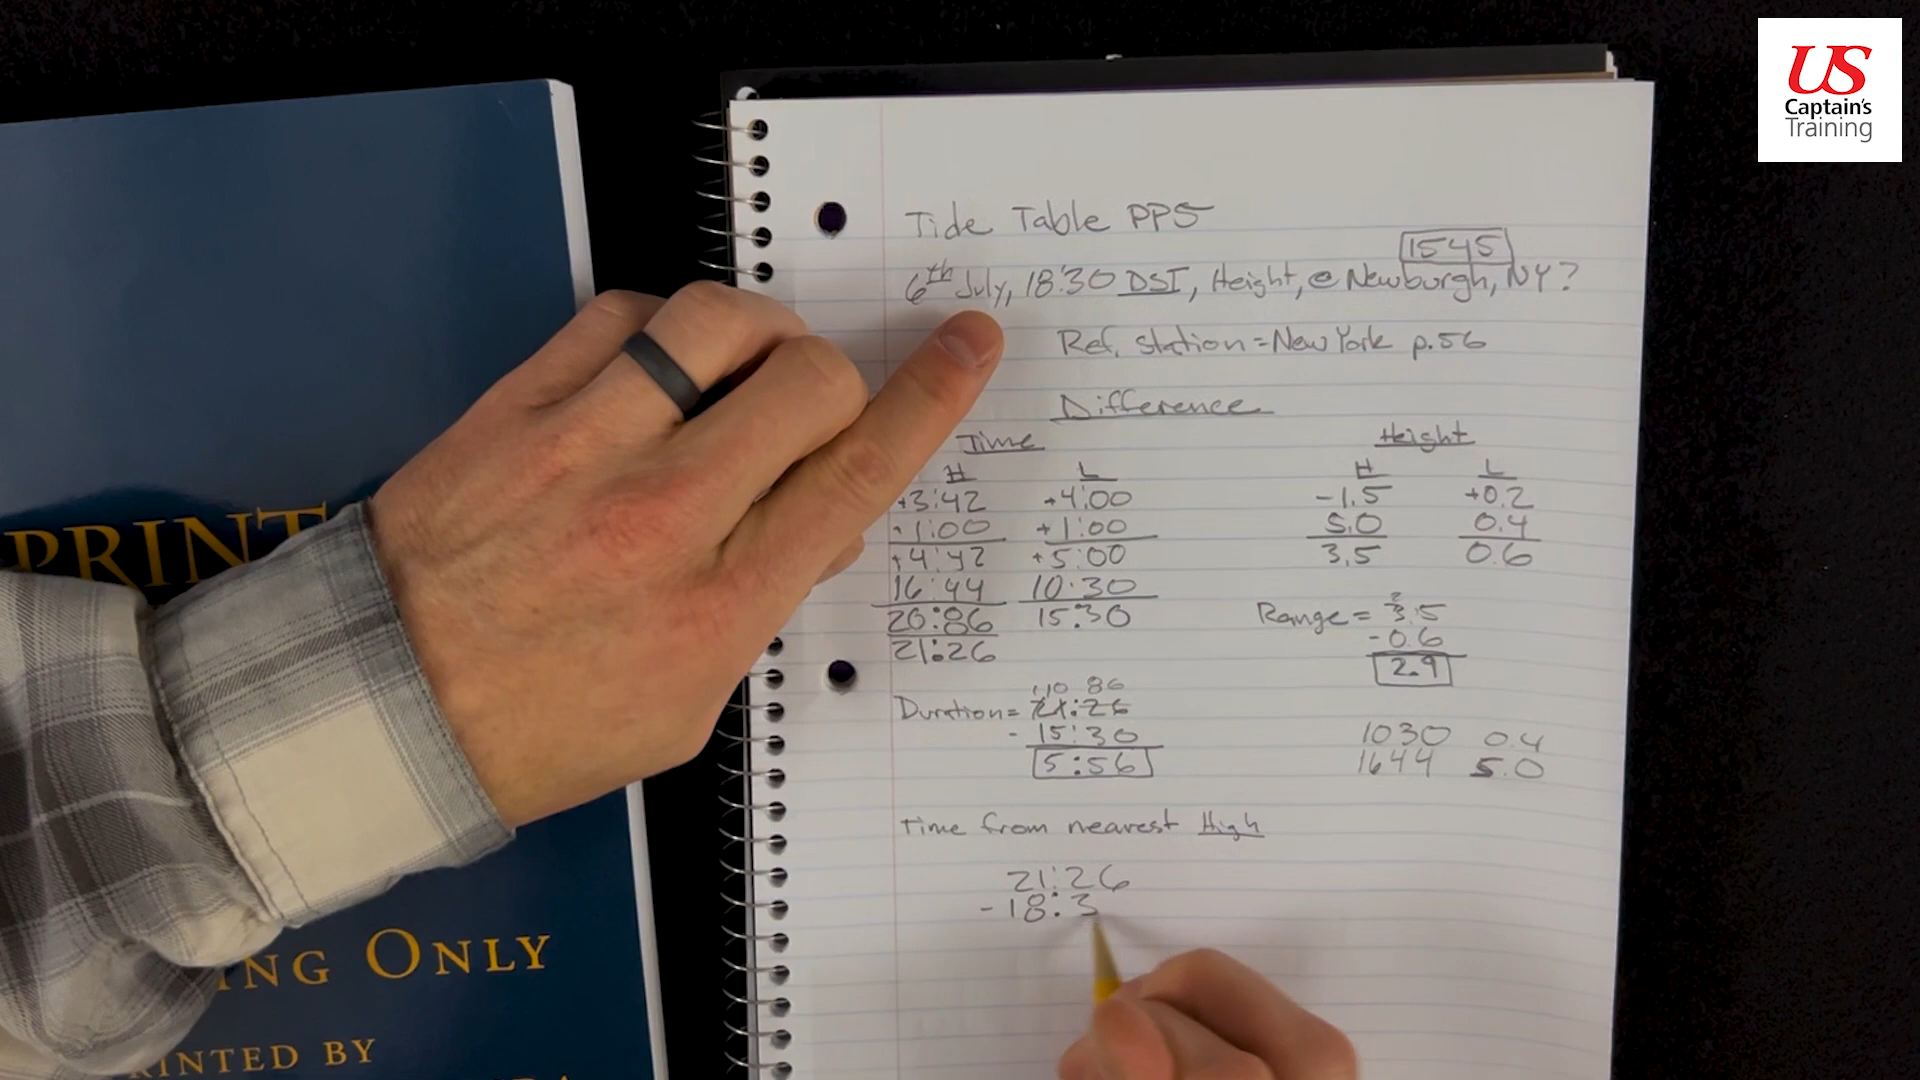 US
Captain's
Training
PRINT
ING ONLY
RINTED BY
Tide Table PP5
1545
6th July, 18:30 DST, Height, @ Newburgh, NY?
Ref. Station = New York p.56
Difference
Time Height
H L H L
+3:42 +4:00 -1.5 +0.2
+1:00 +1:00 5.0 0.4
+4:42 +5:00 3.5 0.6
16:44 10:30
20:86 15:30
21:26
Range = 3.5
-0.6
2.9
Duration = 21:26
- 15:30
5:56
1030 0.4
1644 5.0
Time from nearest High
21:26
-18:3